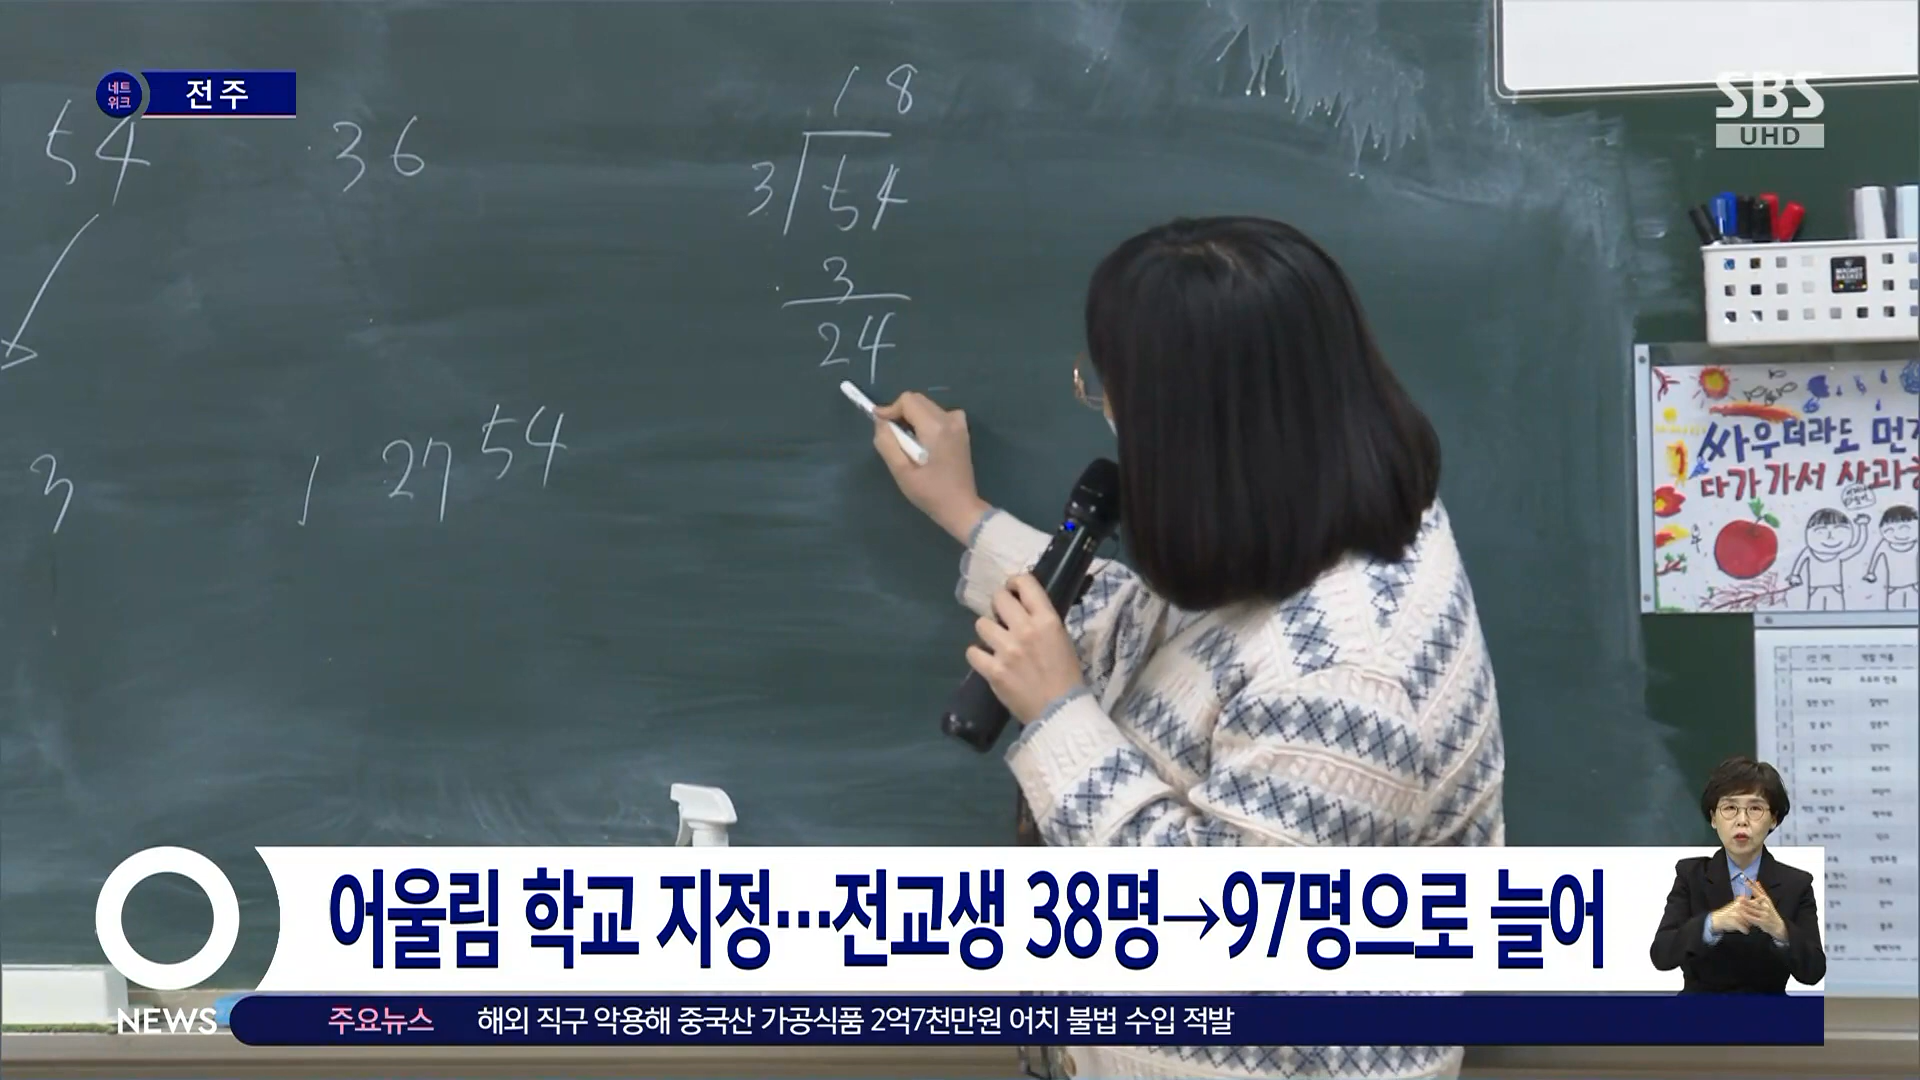 네트
워크
전주
SBS
UHD
54 36
18
3 54
3
24
3 1 27 54
싸우더라도 먼
다가가서 사과
어울림 학교 지정…전교생 38명→97명으로 늘어
NEWS
주요뉴스 해외 직구 악용해 중국산 가공식품 2억7천만원 어치 불법 수입 적발